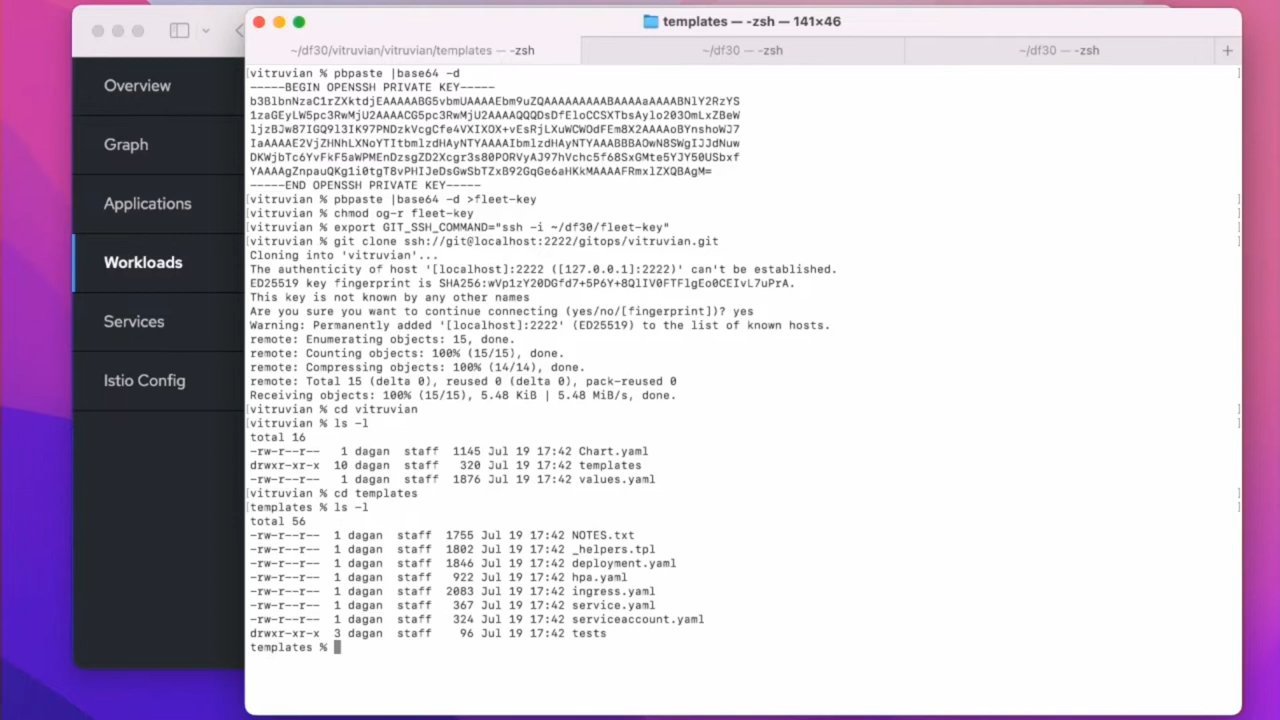 templates — -zsh — 141×46
~/df30/vitruvian/vitruvian/templates — -zsh
~/df30 — -zsh
~/df30 — -zsh
+
Overview
Graph
Applications
Workloads
Services
Istio Config
[vitruvian % pbpaste |base64 -d ]
-----BEGIN OPENSSH PRIVATE KEY-----
-----END OPENSSH PRIVATE KEY-----
[vitruvian % pbpaste |base64 -d >fleet-key ]
[vitruvian % chmod og-r fleet-key ]
[vitruvian % export GIT_SSH_COMMAND="ssh -i ~/df30/fleet-key" ]
[vitruvian % git clone ssh://git@localhost:2222/gitops/vitruvian.git ]
Cloning into 'vitruvian'...
The authenticity of host '[localhost]:2222 ([127.0.0.1]:2222)' can't be established.
ED25519 key fingerprint is
This key is not known by any other names
Are you sure you want to continue connecting (yes/no/[fingerprint])? yes
Warning: Permanently added '[localhost]:2222' (ED25519) to the list of known hosts.
remote: Enumerating objects: 15, done.
remote: Counting objects: 100% (15/15), done.
remote: Compressing objects: 100% (14/14), done.
remote: Total 15 (delta 0), reused 0 (delta 0), pack-reused 0
Receiving objects: 100% (15/15), 5.48 KiB | 5.48 MiB/s, done.
[vitruvian % cd vitruvian ]
[vitruvian % ls -l ]
total 16
-rw-r--r-- 1 dagan staff 1145 Jul 19 17:42 Chart.yaml
drwxr-xr-x 10 dagan staff 320 Jul 19 17:42 templates
-rw-r--r-- 1 dagan staff 1876 Jul 19 17:42 values.yaml
[vitruvian % cd templates ]
[templates % ls -l ]
total 56
-rw-r--r-- 1 dagan staff 1755 Jul 19 17:42 NOTES.txt
-rw-r--r-- 1 dagan staff 1802 Jul 19 17:42 _helpers.tpl
-rw-r--r-- 1 dagan staff 1846 Jul 19 17:42 deployment.yaml
-rw-r--r-- 1 dagan staff 922 Jul 19 17:42 hpa.yaml
-rw-r--r-- 1 dagan staff 2083 Jul 19 17:42 ingress.yaml
-rw-r--r-- 1 dagan staff 367 Jul 19 17:42 service.yaml
-rw-r--r-- 1 dagan staff 324 Jul 19 17:42 serviceaccount.yaml
drwxr-xr-x 3 dagan staff 96 Jul 19 17:42 tests
templates %